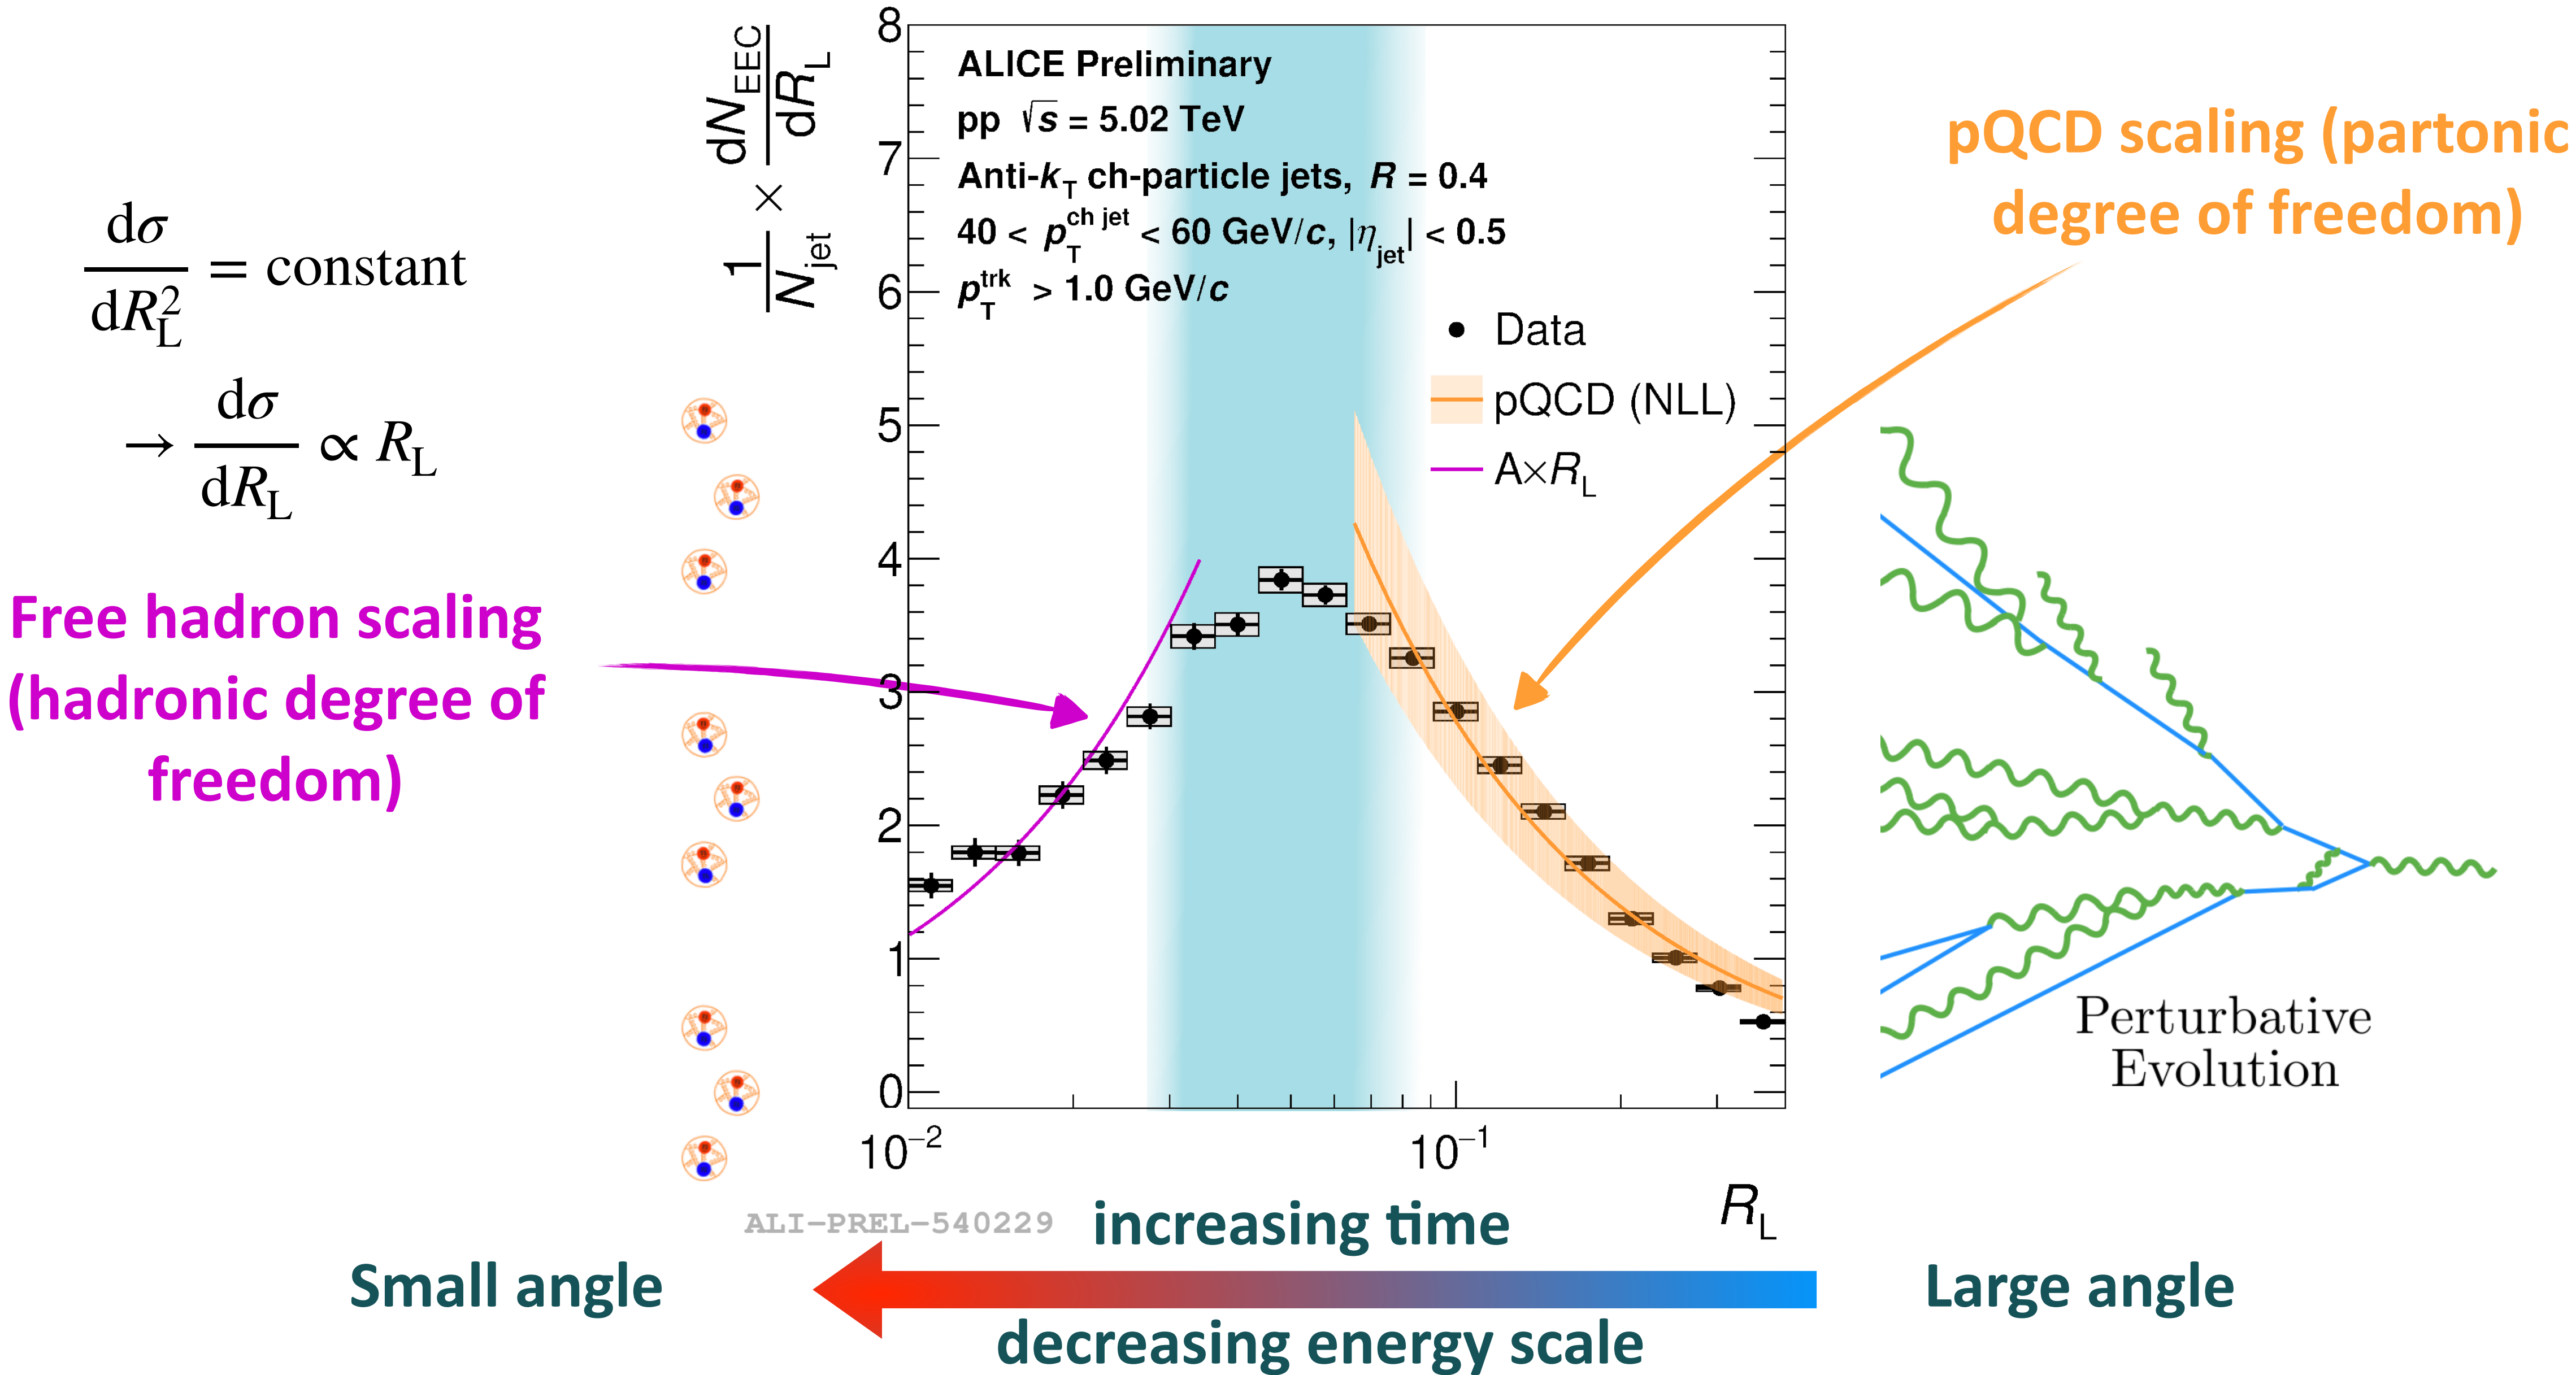 dσ/dR_L^2 = constant
→ dσ/dR_L ∝ R_L
Free hadron scaling
(hadronic degree of
freedom)
1/N_jet × dN_EEC/dR_L
8
7
6
5
4
3
2
1
0
ALICE Preliminary
pp √s = 5.02 TeV
Anti-k_T ch-particle jets, R = 0.4
40 < p_T^ch jet < 60 GeV/c, |η_jet| < 0.5
p_T^trk > 1.0 GeV/c
Data
pQCD (NLL)
A×R_L
10^−2
10^−1
R_L
ALI−PREL−540229
pQCD scaling (partonic
degree of freedom)
Perturbative
Evolution
increasing time
Small angle
Large angle
decreasing energy scale